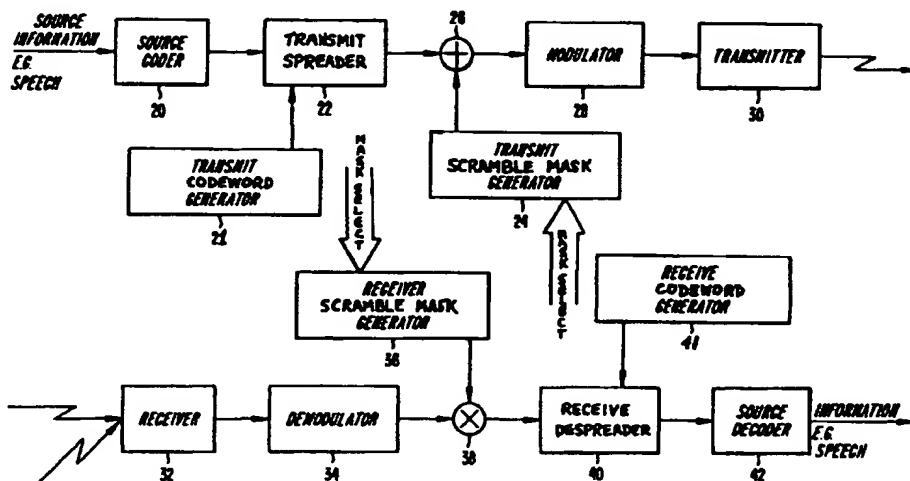 SOURCE
INFORMATION
E.G.
SPEECH
SOURCE
CODER
20
TRANSMIT
SPREADER
22
26
MODULATOR
28
TRANSMITTER
30
TRANSMIT
CODEWORD
GENERATOR
21
MASK SELECT
TRANSMIT
SCRAMBLE MASK
GENERATOR
24
RECEIVER
SCRAMBLE MASK
GENERATOR
36
MASK SELECT
RECEIVE
CODEWORD
GENERATOR
41
RECEIVER
32
DEMODULATOR
34
38
RECEIVE
DESPREADER
40
SOURCE
DECODER
42
INFORMATION
E.G.
SPEECH